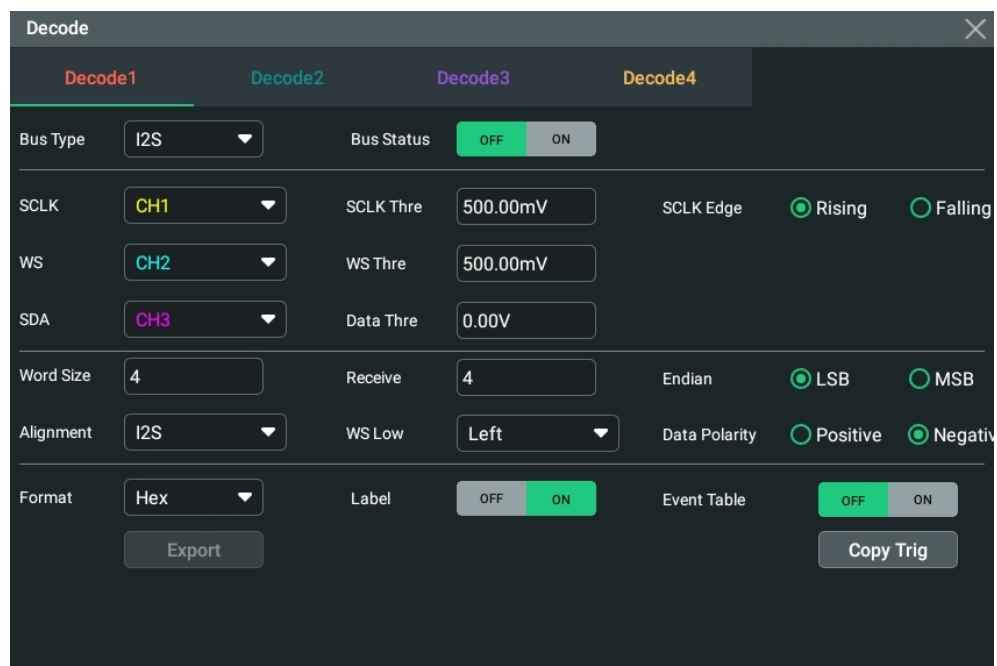 Decode
Decode1 Decode2 Decode3 Decode4
Bus Type I2S Bus Status OFF ON
SCLK CH1 SCLK Thre 500.00mV SCLK Edge Rising Falling
WS CH2 WS Thre 500.00mV
SDA CH3 Data Thre 0.00V
Word Size 4 Receive 4 Endian LSB MSB
Alignment I2S WS Low Left Data Polarity Positive Negativ
Format Hex Label OFF ON Event Table OFF ON
Export Copy Trig